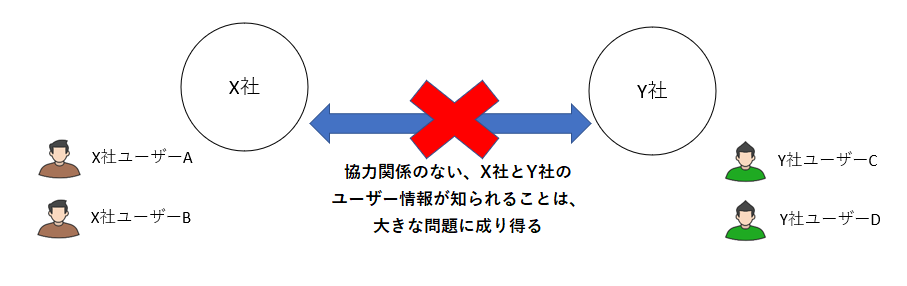 X社
Y社
X社ユーザーA
X社ユーザーB
協力関係のない、X社とY社の
ユーザー情報が知られることは、
大きな問題に成り得る
Y社ユーザーC
Y社ユーザーD